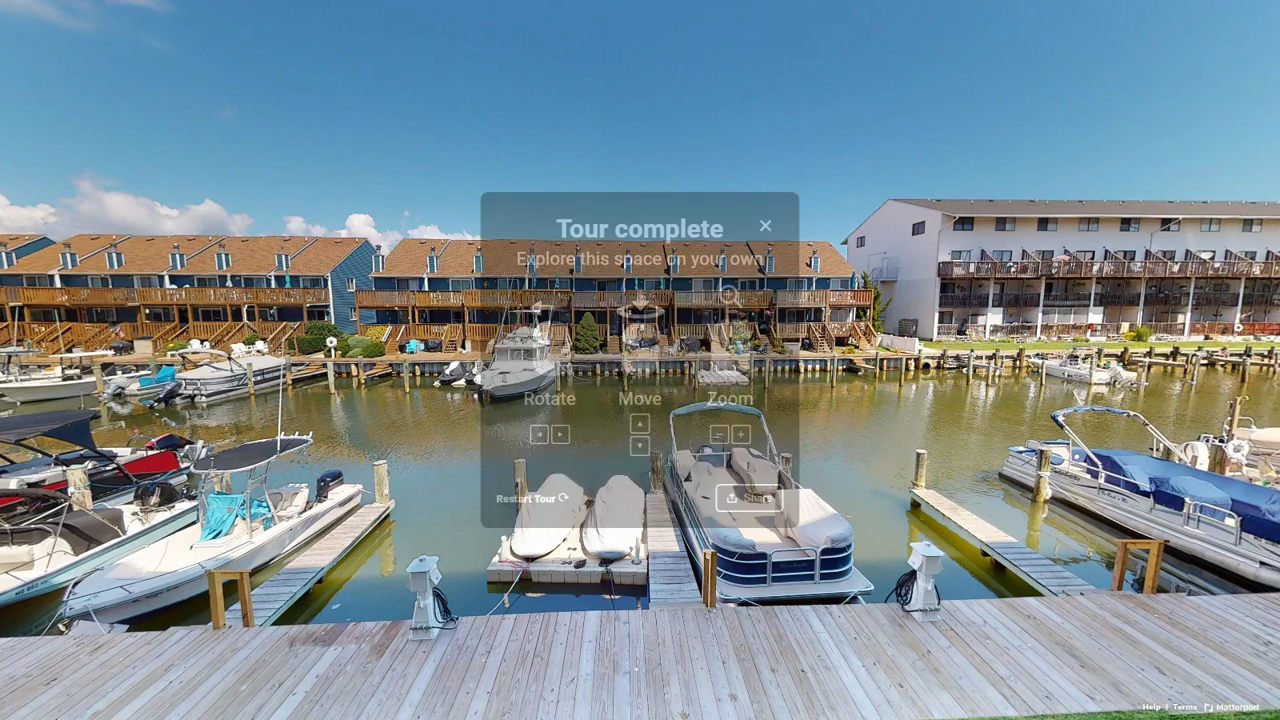 Tour complete
Explore this space on your own
Rotate Move Zoom
Restart Tour
Share
Help | Terms Matterport